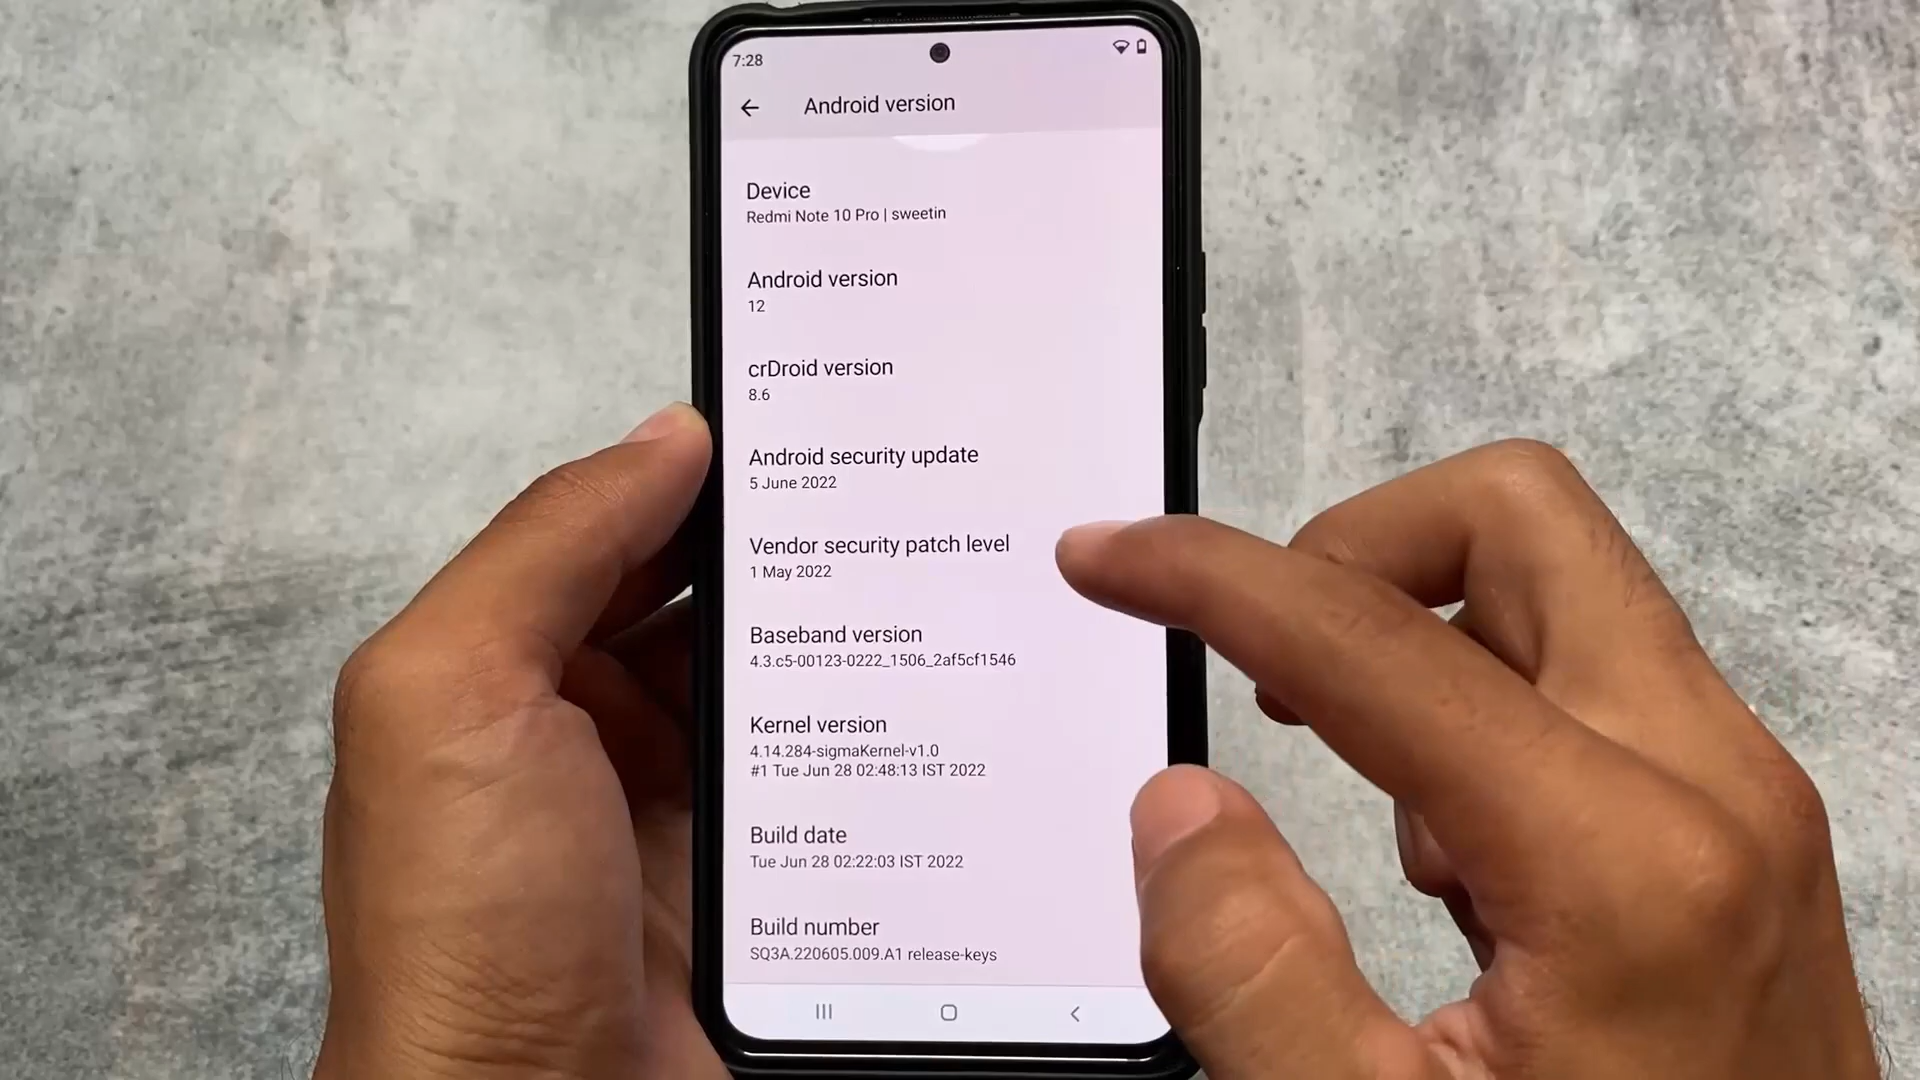 7:28
Android version
Device
Redmi Note 10 Pro | sweetin
Android version
12
crDroid version
8.6
Android security update
5 June 2022
Vendor security patch level
1 May 2022
Baseband version
4.3.c5-00123-0222_1506_2af5cf1546
Kernel version
4.14.284-sigmaKernel-v1.0
#1 Tue Jun 28 02:48:13 IST 2022
Build date
Tue Jun 28 02:22:03 IST 2022
Build number
SQ3A.220605.009.A1 release-keys